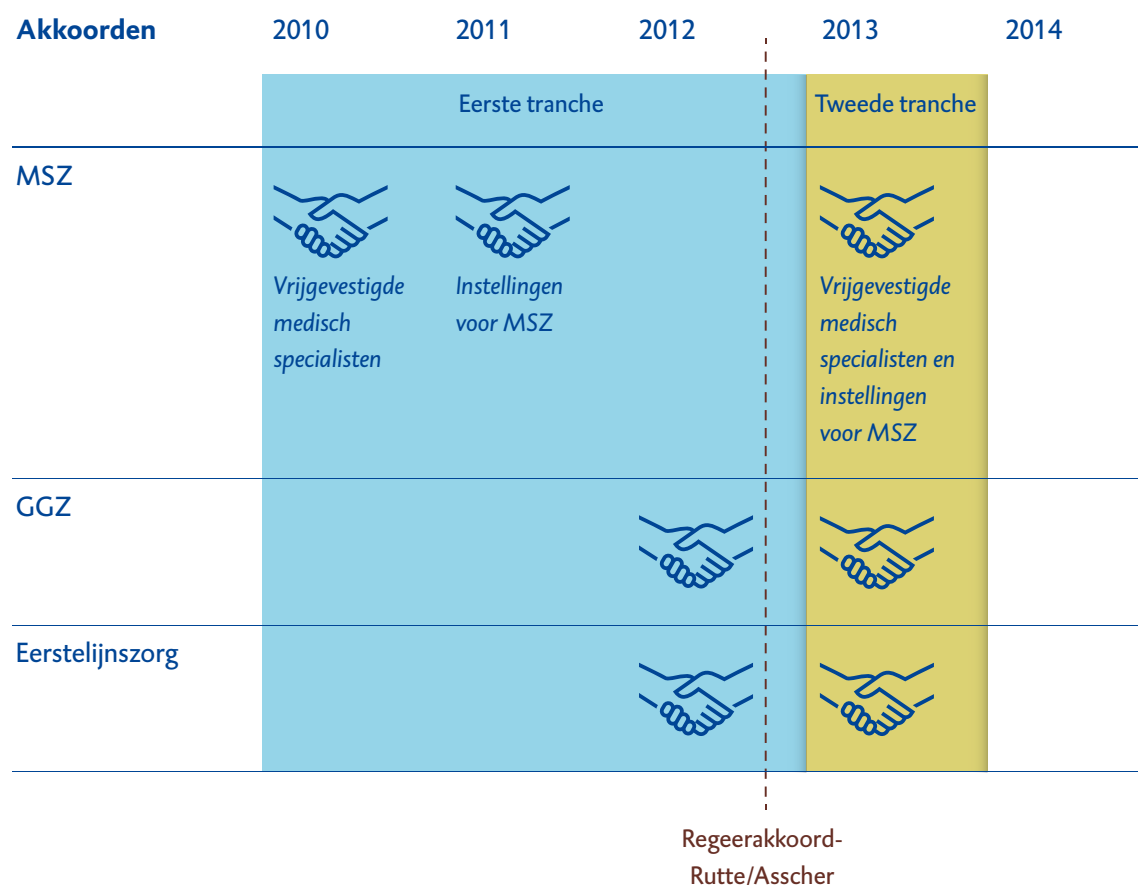 Akkoorden 2010 2011 2012 2013 2014
Eerste tranche Tweede tranche
MSZ
Vrijgevestigde
medisch
specialisten
Instellingen
voor MSZ
Vrijgevestigde
medisch
specialisten en
instellingen
voor MSZ
GGZ
Eerstelijnszorg
Regeerakkoord-
Rutte/Asscher